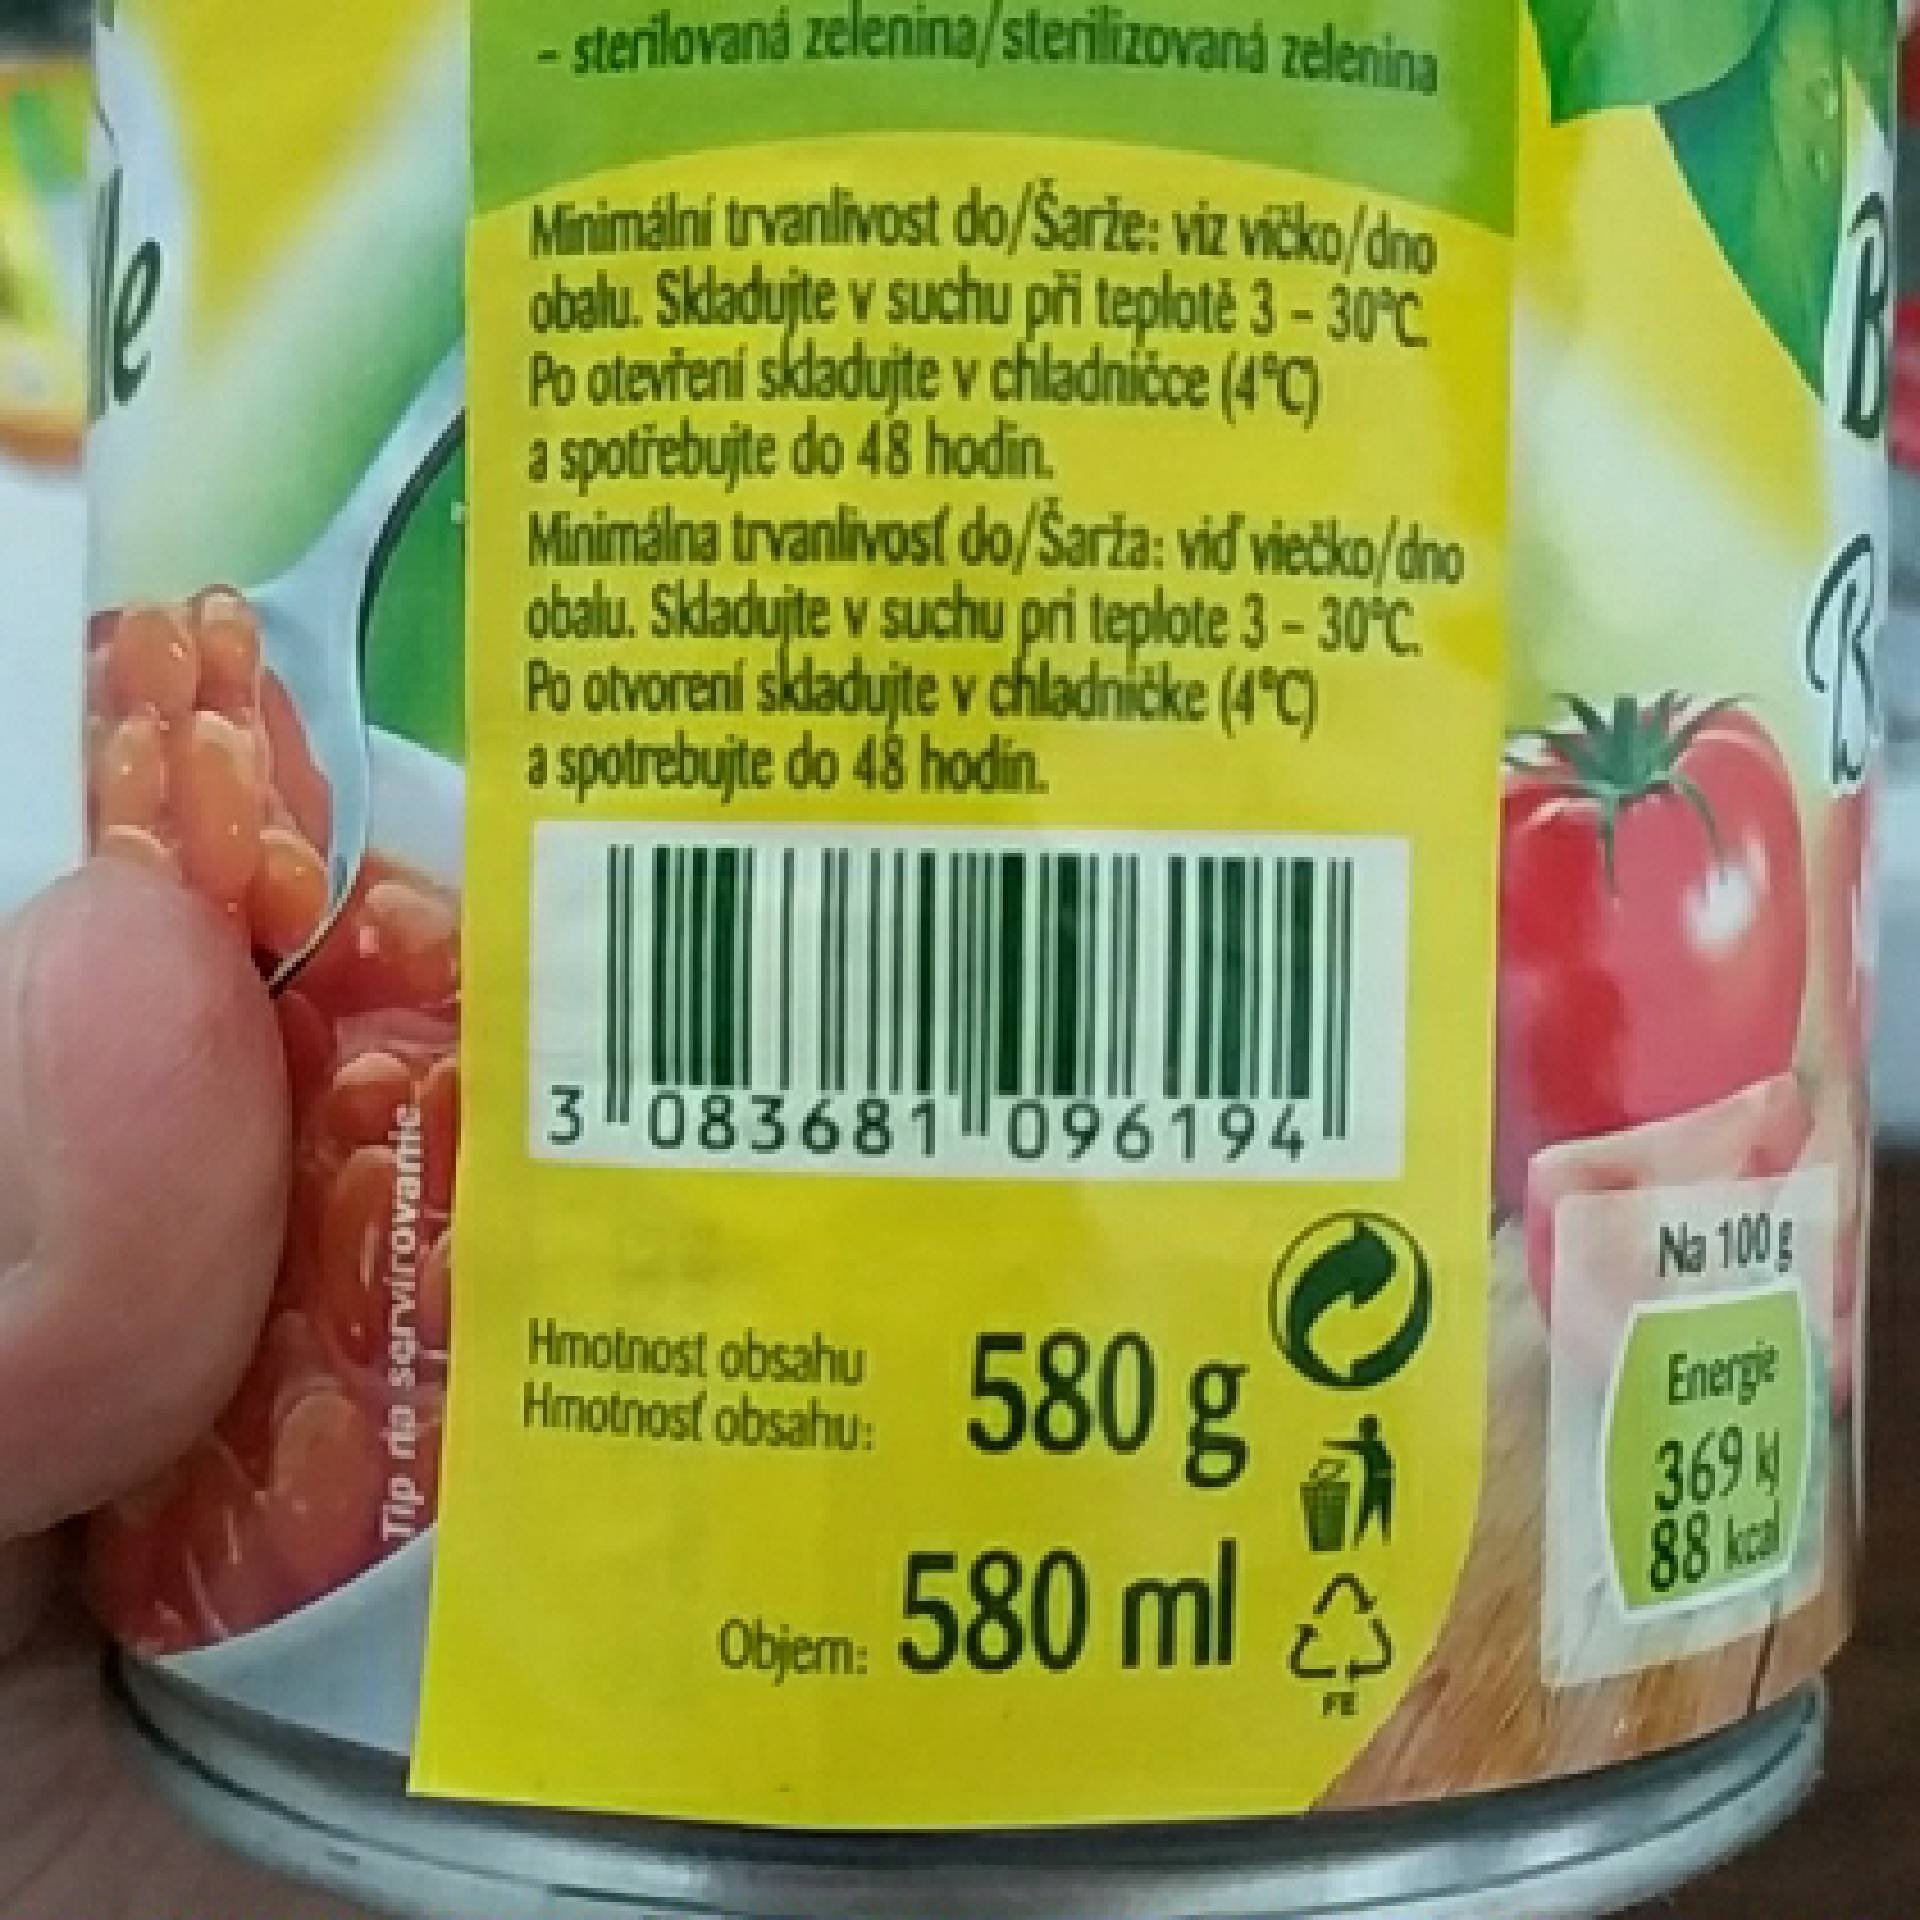 - sterilovaná zelenina/sterilizovaná zelenina
Minimální trvanlivost do/Šarže: viz víčko/dno
obalu. Skladujte v suchu při teplotě 3 – 30°C.
Po otevření skladujte v chladničce (4°C)
a spotřebujte do 48 hodin.
Minimálna trvanlivosť do/Šarža: viď viečko/dno
obalu. Skladujte v suchu pri teplote 3 – 30°C.
Po otvorení skladujte v chladničke (4°C)
a spotrebujte do 48 hodín.
3 083681 096194
Hmotnost obsahu
Hmotnosť obsahu:
580 g
Objem: 580 ml
FE
Tip na servirovanie
Na 100 g
Energie
369 kJ
88 kcal